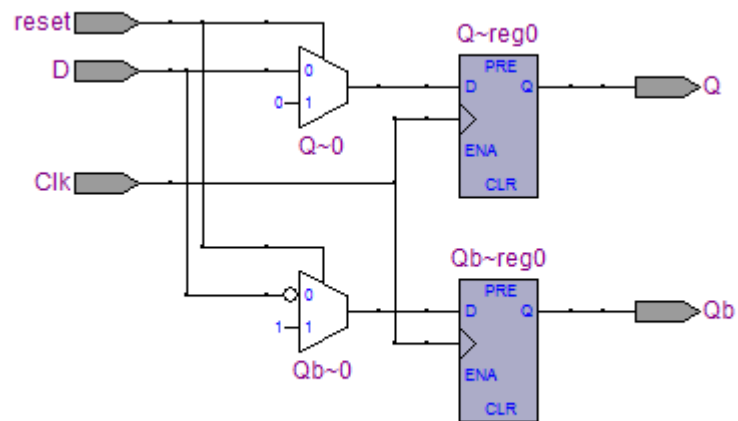 reset
D
0
0
1
Q~0
Q~reg0
PRE
D
Q
ENA
CLR
Q
Clk
0
1
1
Qb~0
Qb~reg0
PRE
D
Q
ENA
CLR
Qb